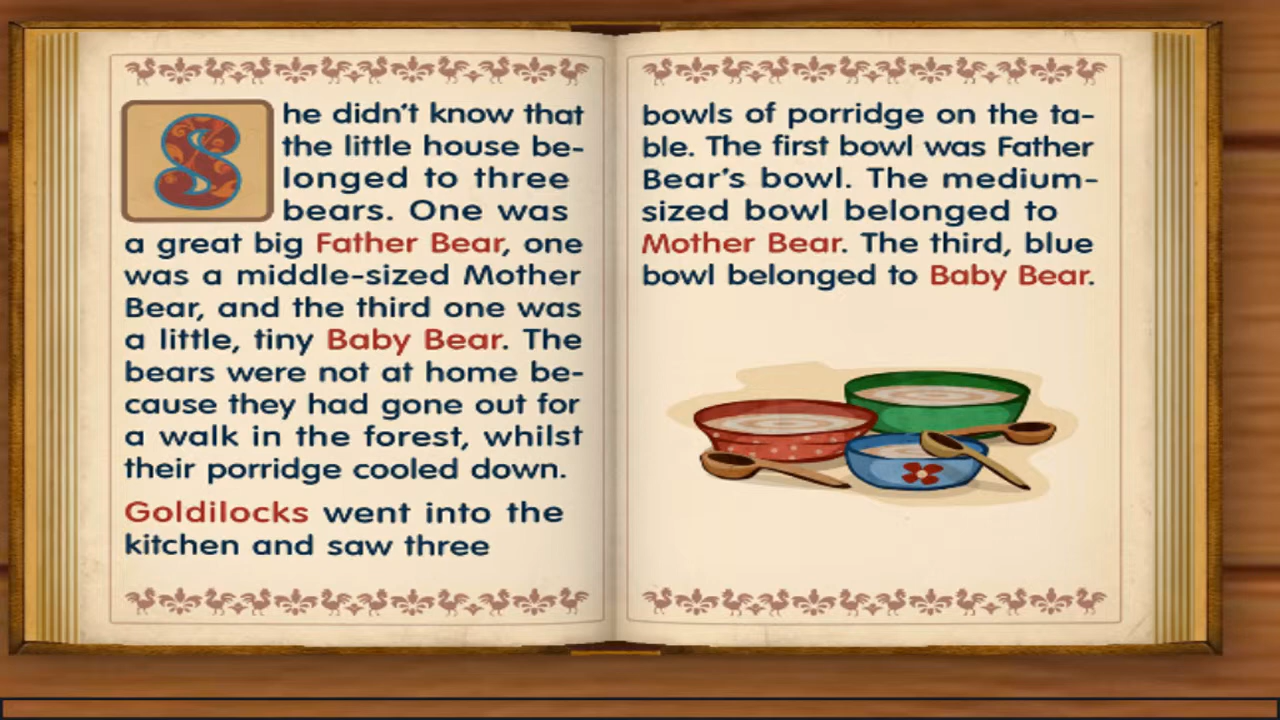 She didn't know that
the little house be-
longed to three
bears. One was
a great big Father Bear, one
was a middle-sized Mother
Bear, and the third one was
a little, tiny Baby Bear. The
bears were not at home be-
cause they had gone out for
a walk in the forest, whilst
their porridge cooled down.
Goldilocks went into the
kitchen and saw three
bowls of porridge on the ta-
ble. The first bowl was Father
Bear's bowl. The medium-
sized bowl belonged to
Mother Bear. The third, blue
bowl belonged to Baby Bear.